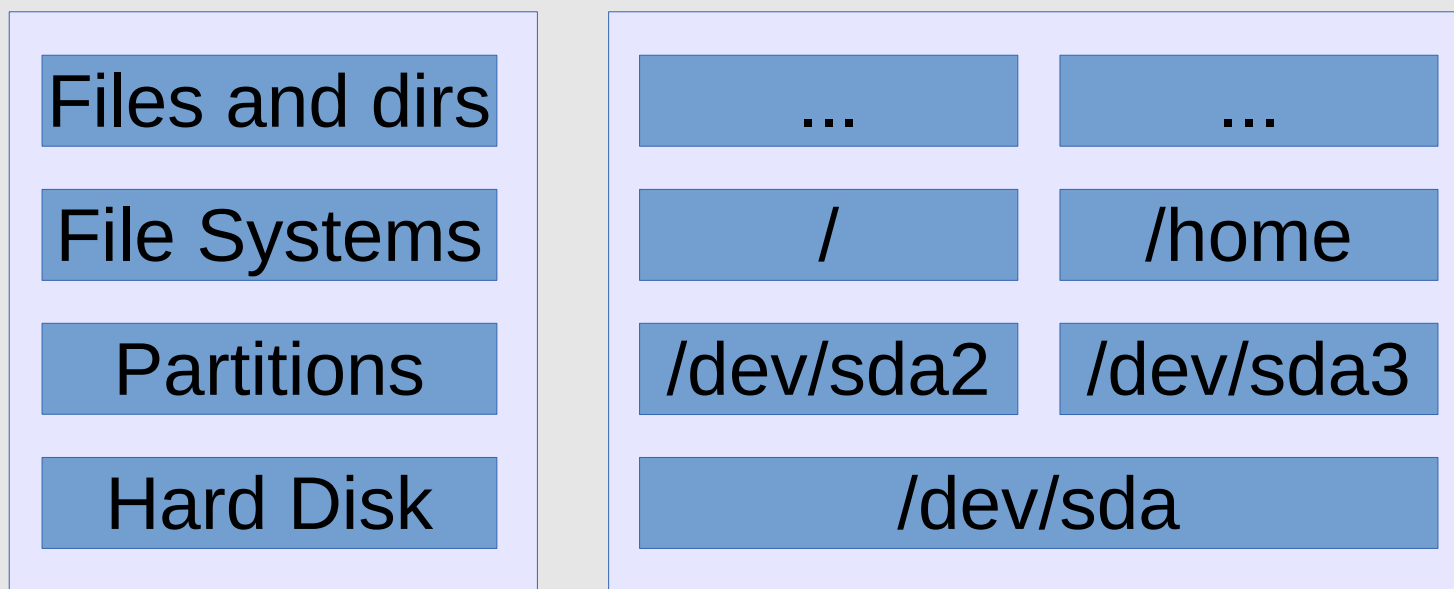 Files and dirs
File Systems
Partitions
Hard Disk
... ...
/ /home
/dev/sda2 /dev/sda3
/dev/sda